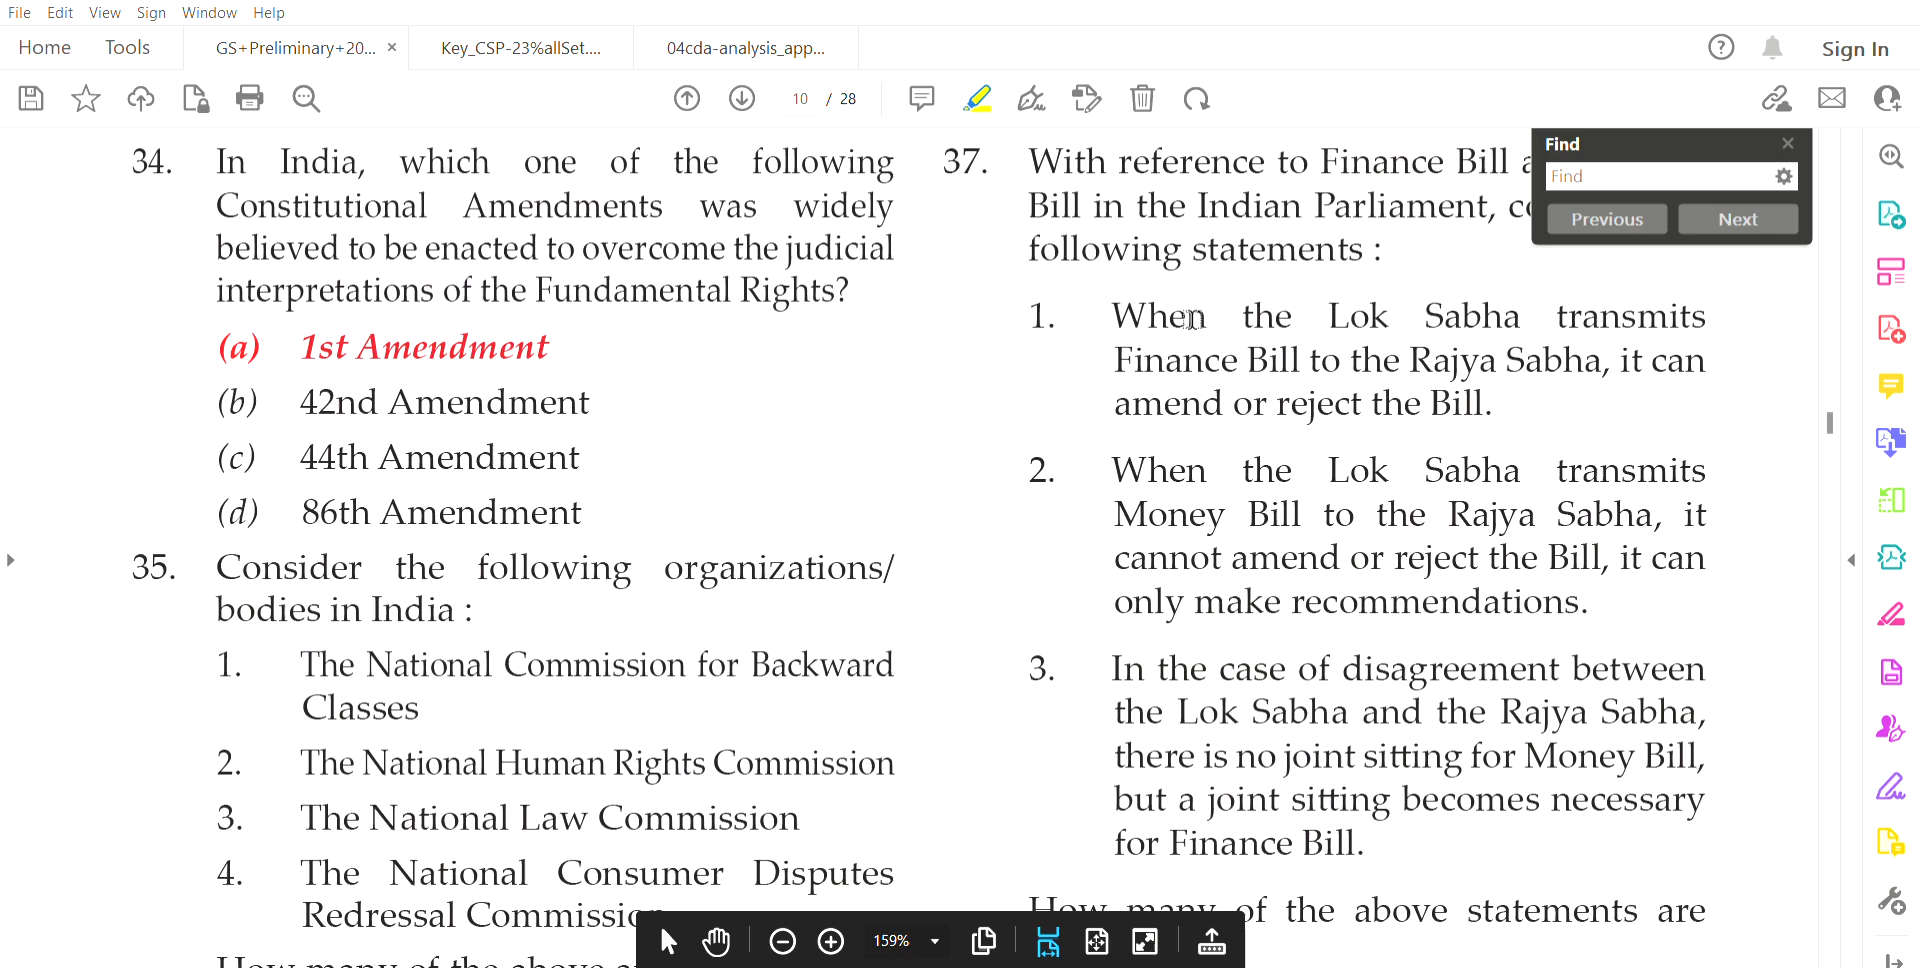 File Edit View Sign Window Help
Home Tools GS+Preliminary+20... × Key_CSP-23%allSet.... 04cda-analysis_app... Sign In
10 / 28
34. In India, which one of the following
Constitutional Amendments was widely
believed to be enacted to overcome the judicial
interpretations of the Fundamental Rights?
(a) 1st Amendment
(b) 42nd Amendment
(c) 44th Amendment
(d) 86th Amendment
35. Consider the following organizations/
bodies in India :
1. The National Commission for Backward
Classes
2. The National Human Rights Commission
3. The National Law Commission
4. The National Consumer Disputes
Redressal Commission
How many of the above
37. With reference to Finance Bill
Bill in the Indian Parliament,
following statements :
1. When the Lok Sabha transmits
Finance Bill to the Rajya Sabha, it can
amend or reject the Bill.
2. When the Lok Sabha transmits
Money Bill to the Rajya Sabha, it
cannot amend or reject the Bill, it can
only make recommendations.
3. In the case of disagreement between
the Lok Sabha and the Rajya Sabha,
there is no joint sitting for Money Bill,
but a joint sitting becomes necessary
for Finance Bill.
How many of the above statements are
Find
Find
Previous Next
159%